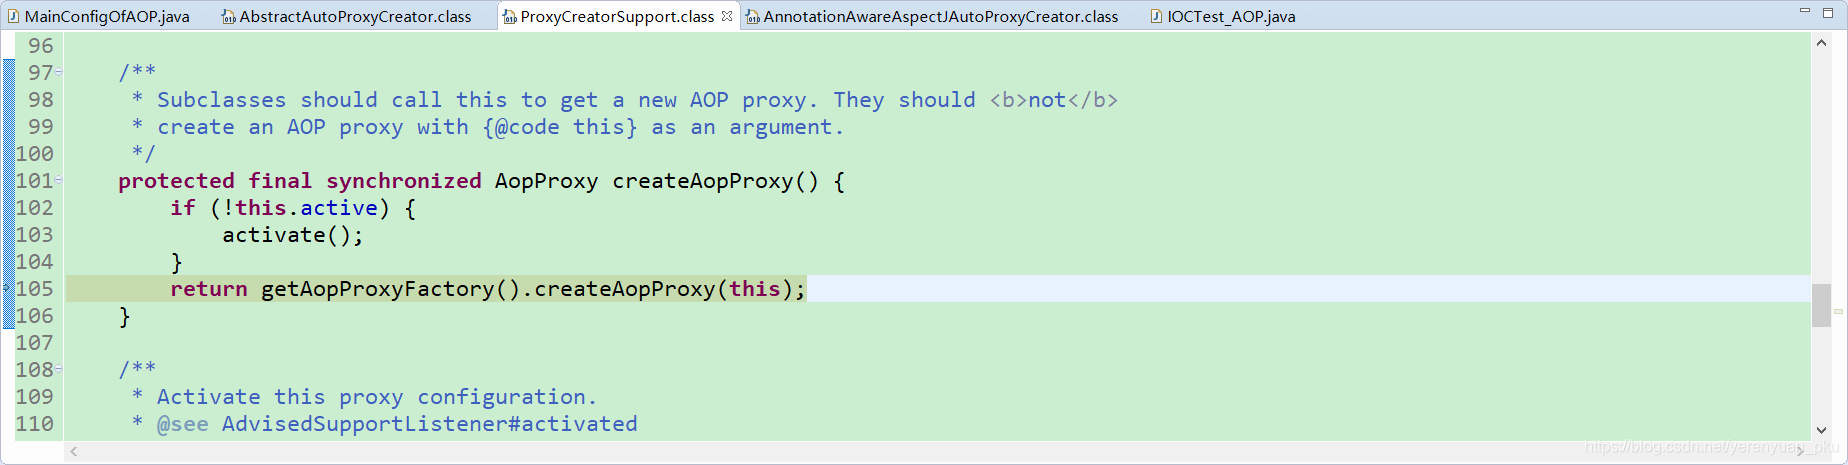 MainConfigOfAOP.java AbstractAutoProxyCreator.class ProxyCreatorSupport.class AnnotationAwareAspectJAutoProxyCreator.class IOCTest_AOP.java
96
97 /**
98 * Subclasses should call this to get a new AOP proxy. They should <b>not</b>
99 * create an AOP proxy with {@code this} as an argument.
100 */
101 protected final synchronized AopProxy createAopProxy() {
102 if (!this.active) {
103 activate();
104 }
105 return getAopProxyFactory().createAopProxy(this);
106 }
107
108 /**
109 * Activate this proxy configuration.
110 * @see AdvisedSupportListener#activated
https://blog.csdn.net/yerenyuan_pku